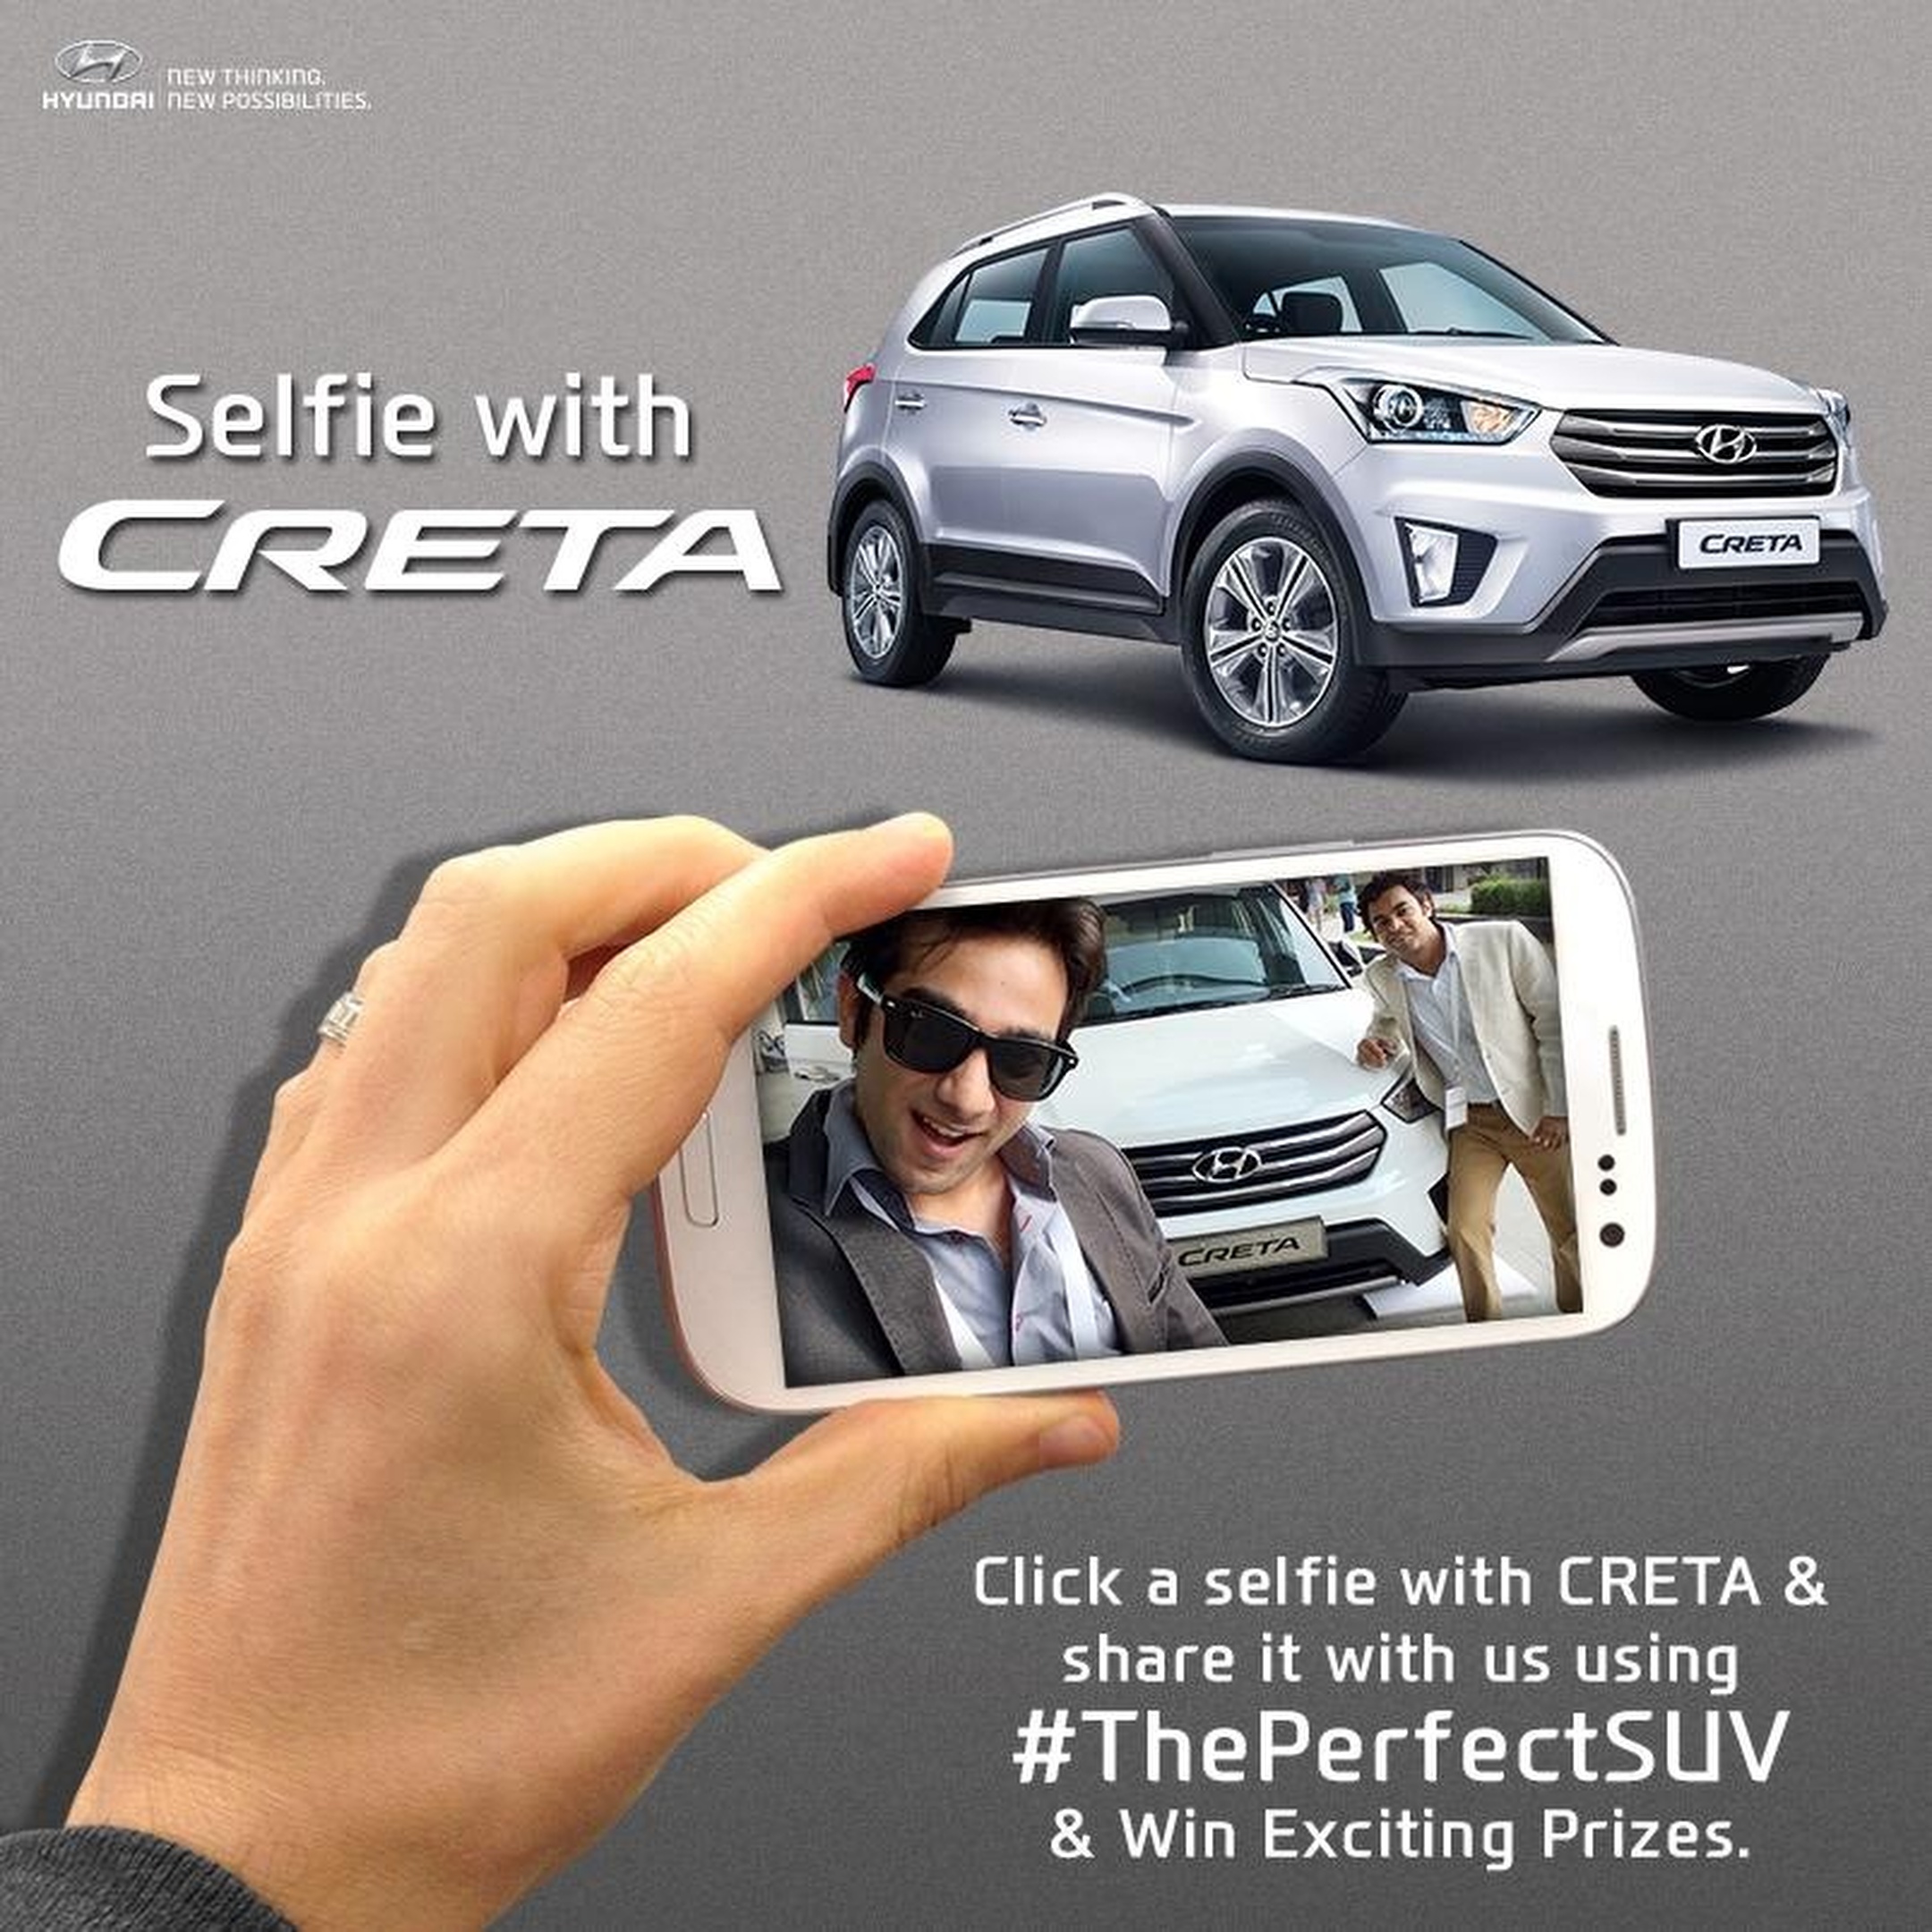 NEW THINKING.
HYUNDAI NEW POSSIBILITIES.
Selfie with
CRETA
CRETA
CRETA
Click a selfie with CRETA &
share it with us using
#ThePerfectSUV
& Win Exciting Prizes.